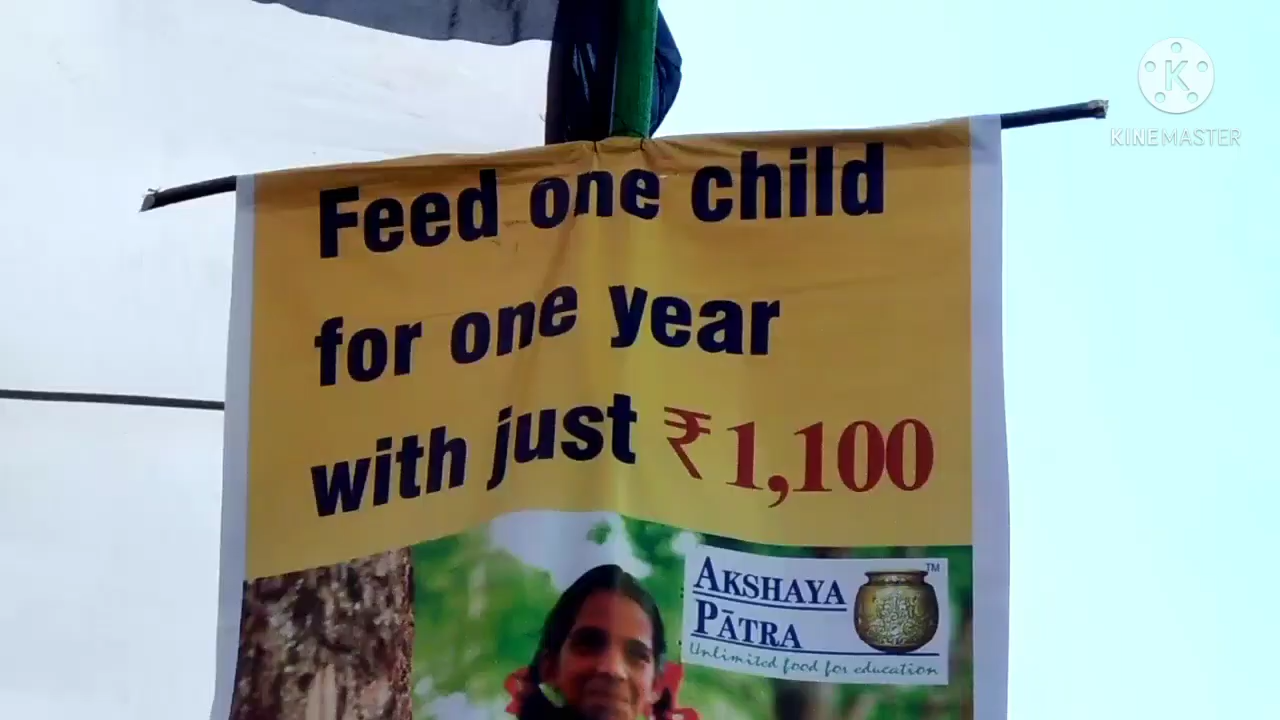 K
KINEMASTER
Feed one child
for one year
with just ₹1,100
AKSHAYA
PĀTRA
TM
Unlimited food for education